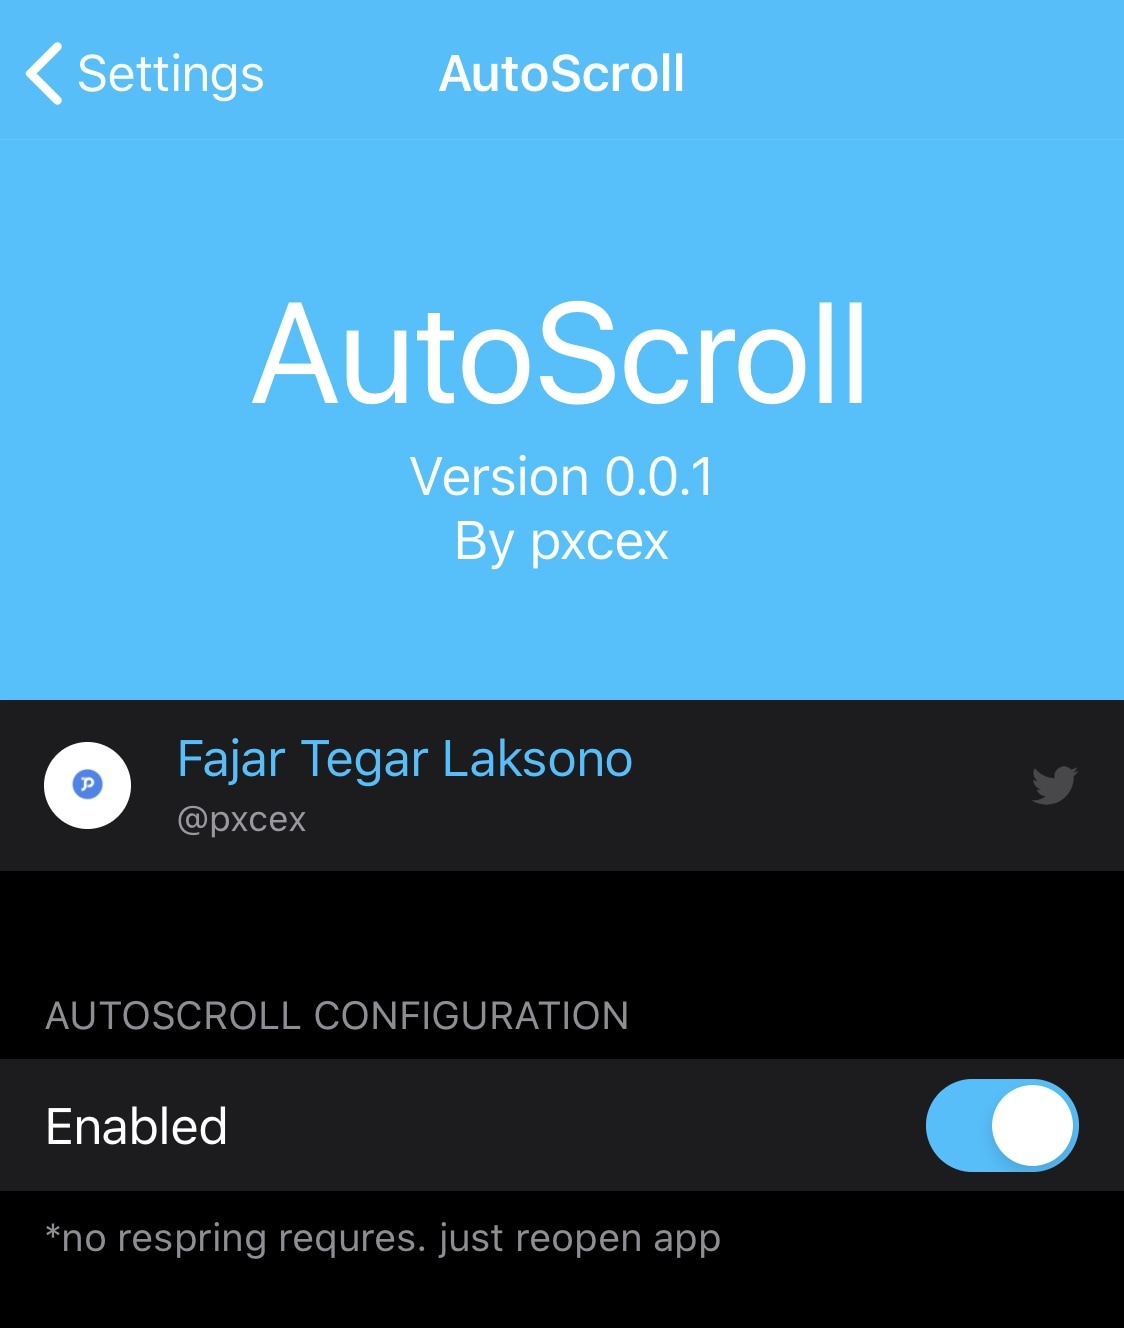 Settings
AutoScroll
AutoScroll
Version 0.0.1
By pxcex
Fajar Tegar Laksono
@pxcex
AUTOSCROLL CONFIGURATION
Enabled
*no respring requres. just reopen app